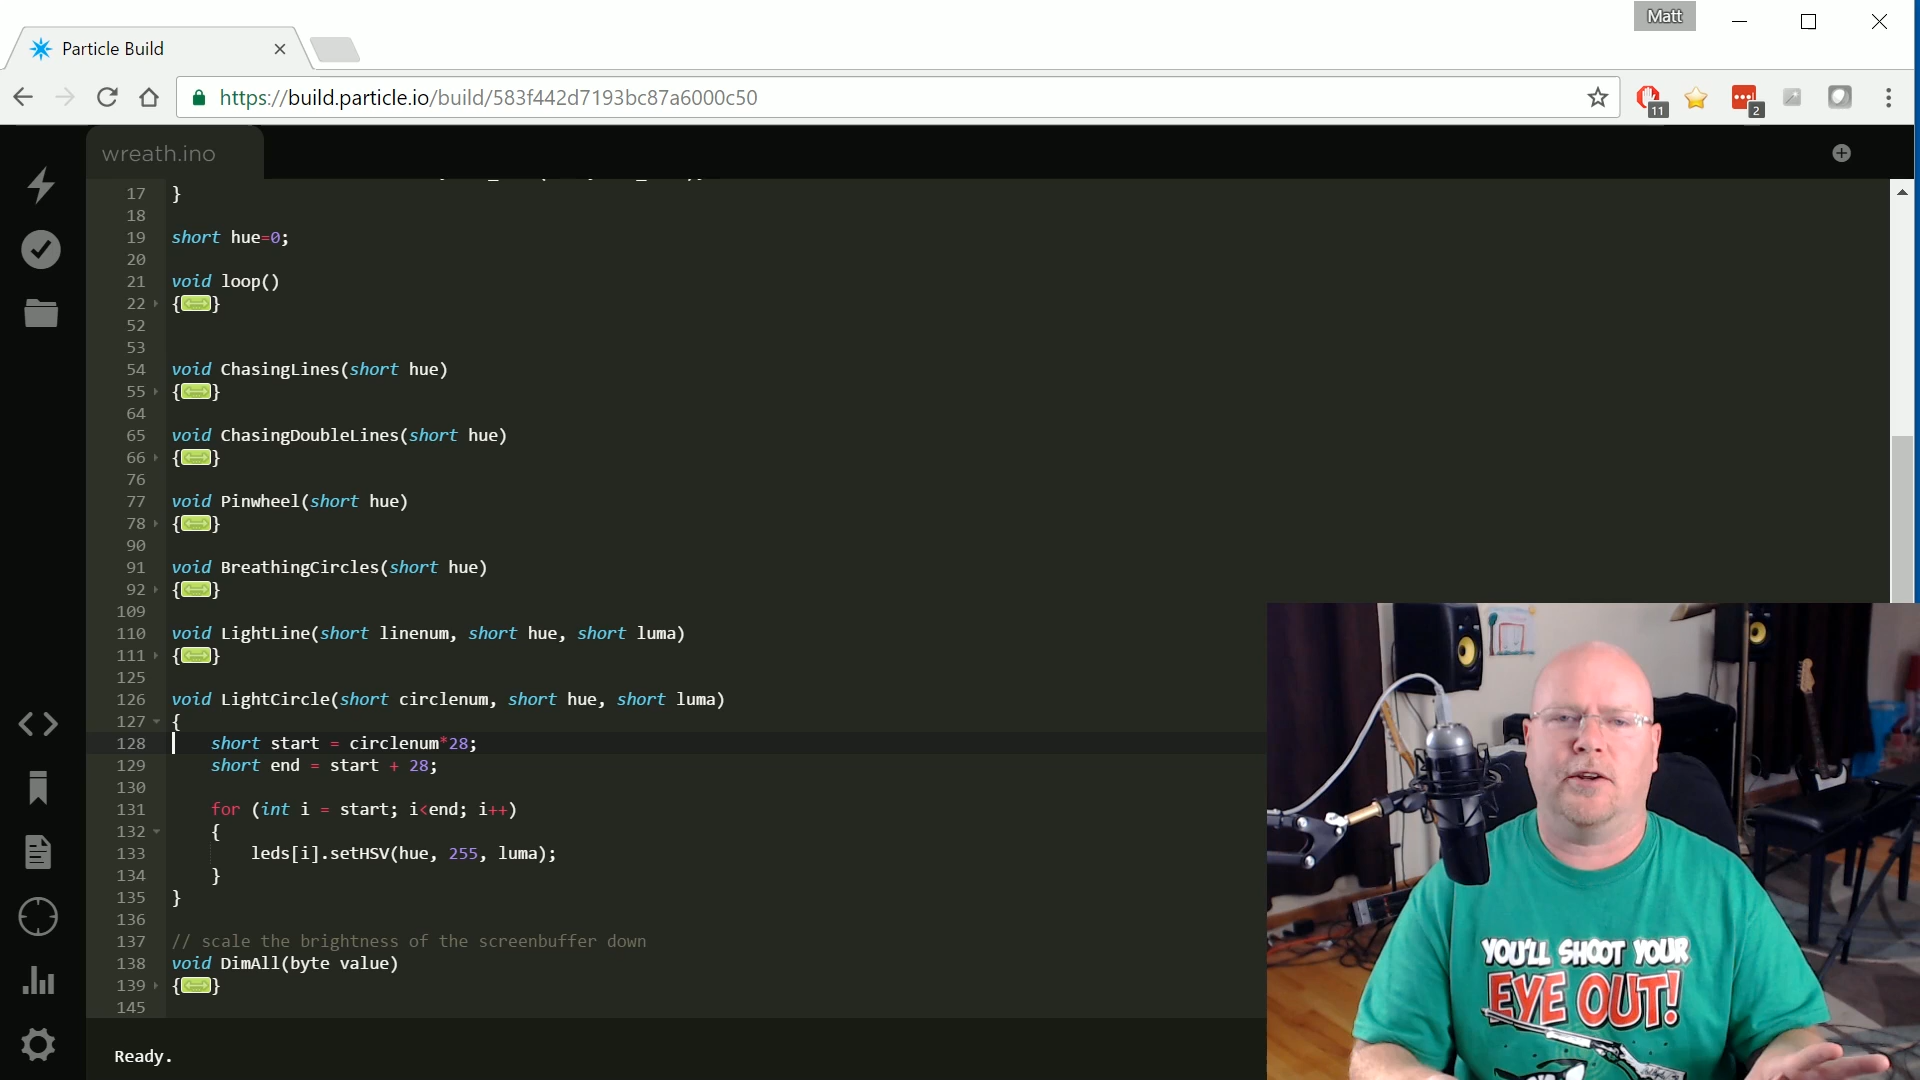 Matt
Particle Build
https://build.particle.io/build/583f442d7193bc87a6000c50
11
2
wreath.ino
17 }
18
19 short hue=0;
20
21 void loop()
22 {}
52
53
54 void ChasingLines(short hue)
55 {}
64
65 void ChasingDoubleLines(short hue)
66 {}
76
77 void Pinwheel(short hue)
78 {}
90
91 void BreathingCircles(short hue)
92 {}
109
110 void LightLine(short linenum, short hue, short luma)
111 {}
125
126 void LightCircle(short circlenum, short hue, short luma)
127 {
128 short start = circlenum*28;
129 short end = start + 28;
130
131 for (int i = start; i<end; i++)
132 {
133 leds[i].setHSV(hue, 255, luma);
134 }
135 }
136
137 // scale the brightness of the screenbuffer down
138 void DimAll(byte value)
139 {}
145
Ready.
YOU'LL SHOOT YOUR
EYE OUT!